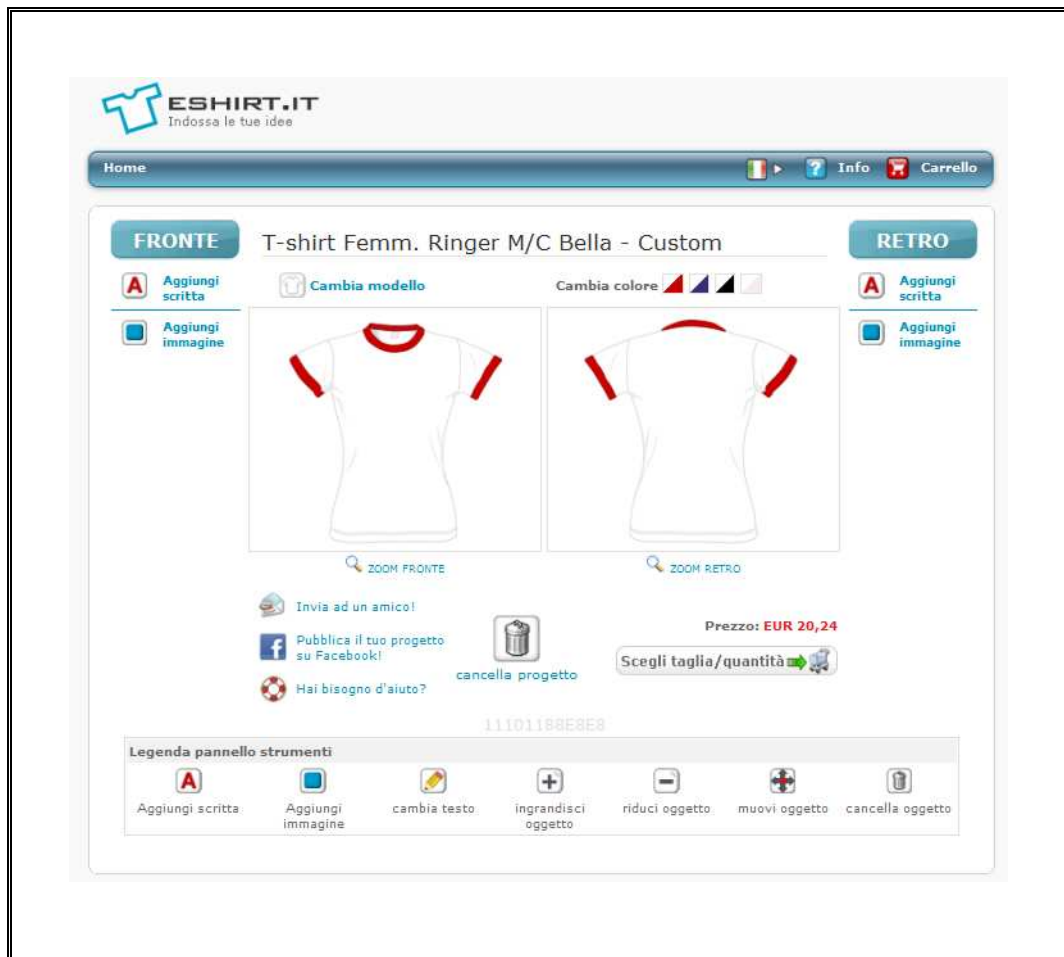 ESHIRT.IT
Indossa le tue idee
Home
Info
Carrello
FRONTE
T-shirt Femm. Ringer M/C Bella - Custom
RETRO
A Aggiungi
scritta
Cambia modello
Cambia colore
A Aggiungi
scritta
Aggiungi
immagine
Aggiungi
immagine
ZOOM FRONTE
ZOOM RETRO
Invia ad un amico!
Pubblica il tuo progetto
su Facebook!
Hai bisogno d'aiuto?
cancella progetto
Prezzo: EUR 20,24
Scegli taglia/quantità
11101188E8E8
Legenda pannello strumenti
A
Aggiungi scritta
Aggiungi
immagine
cambia testo
ingrandisci
oggetto
riduci oggetto
muovi oggetto
cancella oggetto